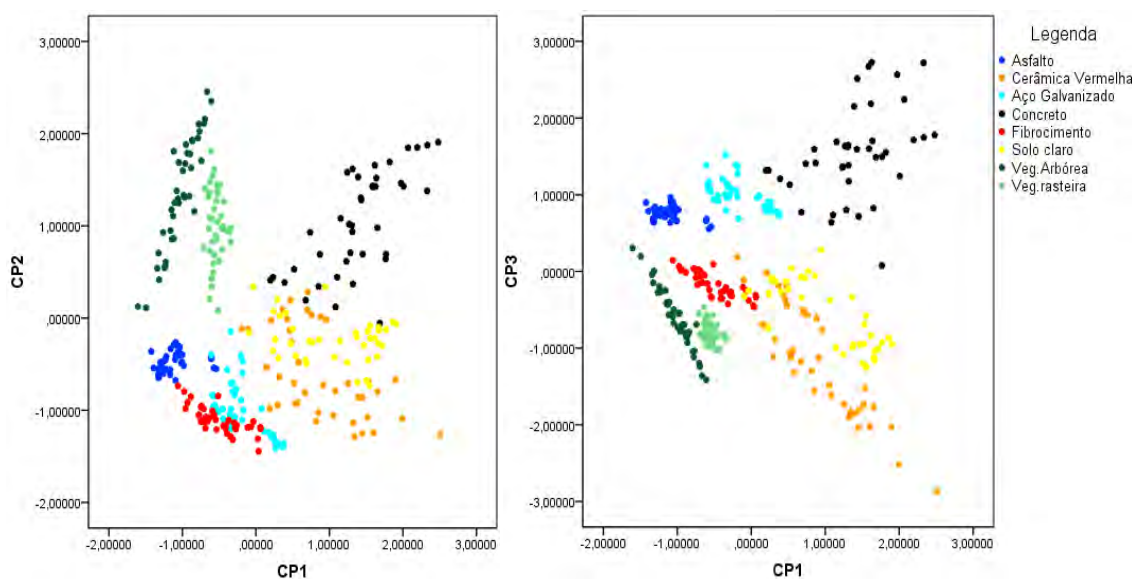 3,00000
2,00000
1,00000
,00000
-1,00000
-2,00000
CP2
-2,00000 -1,00000 ,00000 1,00000 2,00000 3,00000
CP1
3,00000
2,00000
1,00000
,00000
-1,00000
-2,00000
-3,00000
CP3
-2,00000 -1,00000 ,00000 1,00000 2,00000 3,00000
CP1
Legenda
Asfalto
Cerâmica Vermelha
Aço Galvanizado
Concreto
Fibrocimento
Solo claro
Veg.Arbórea
Veg.rasteira